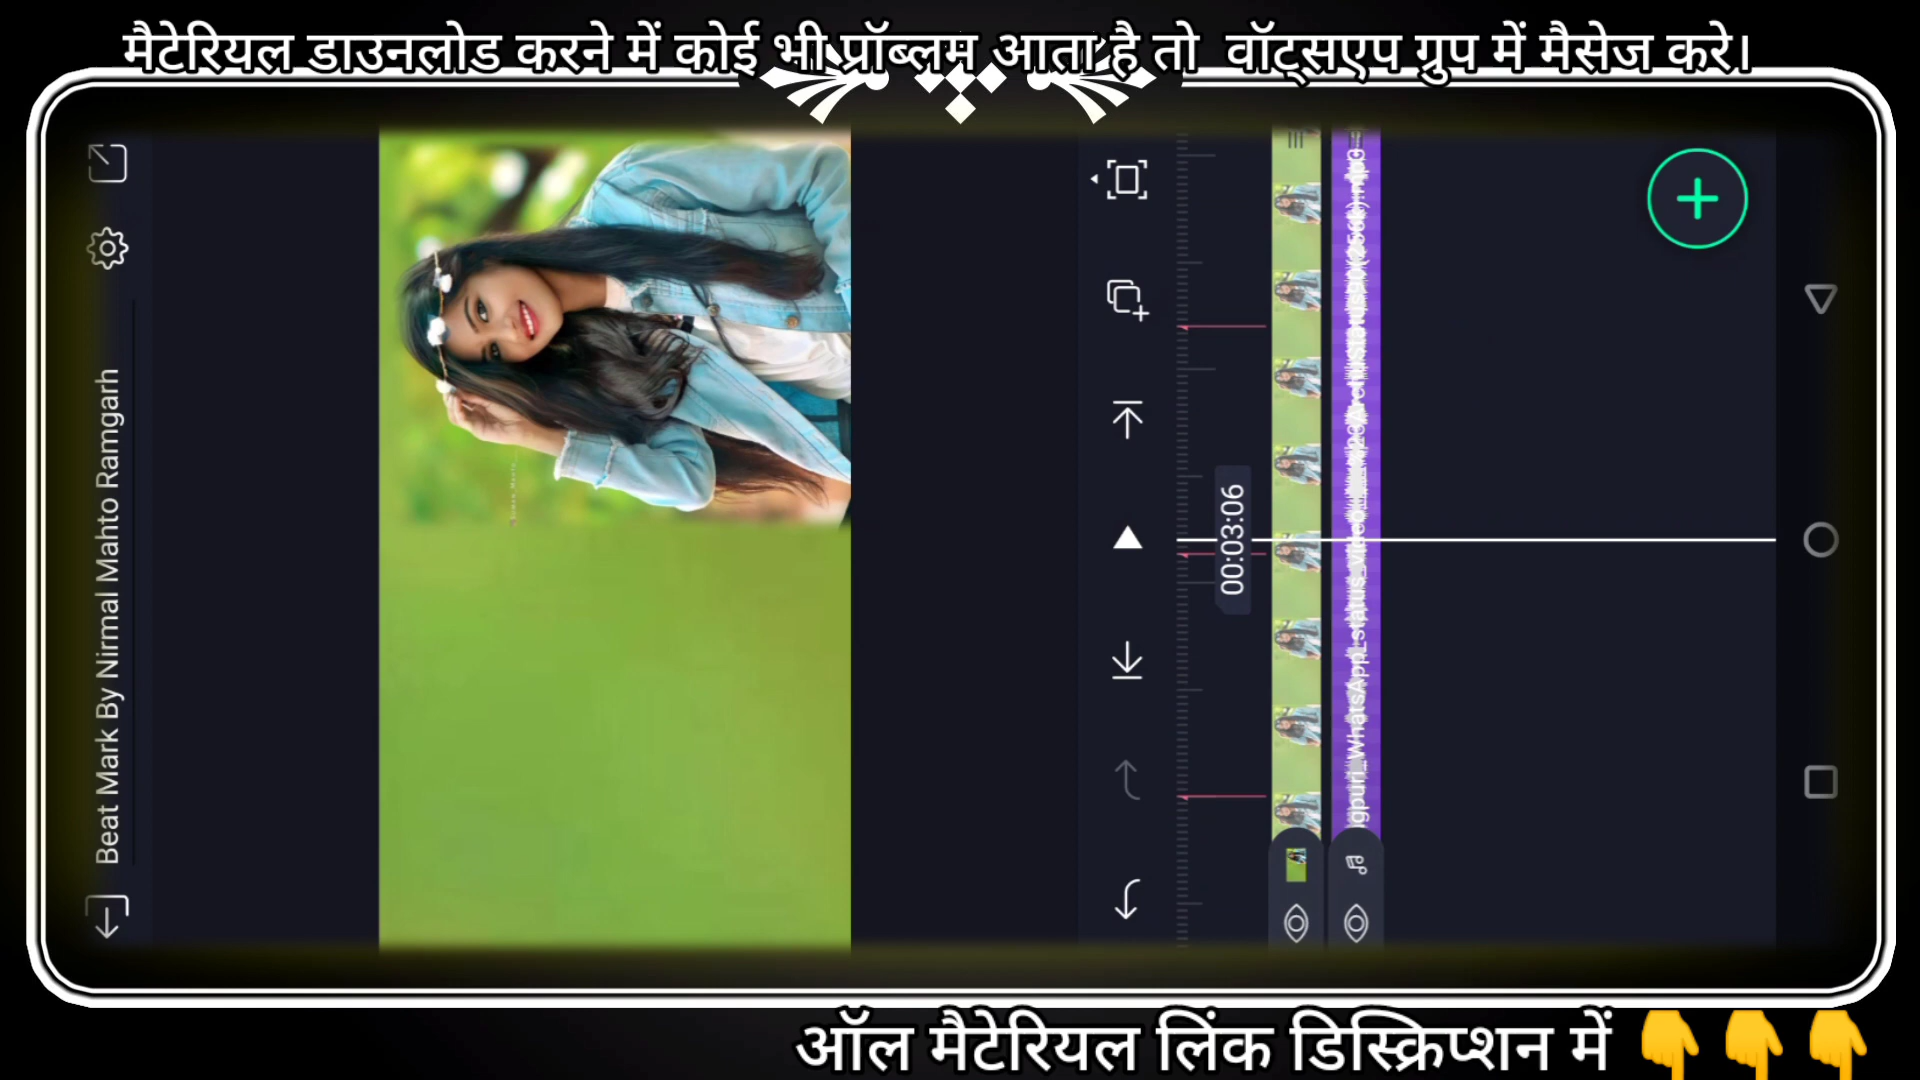 मैटेरियल डाउनलोड करने में कोई भी प्रॉब्लम आता है तो वॉट्सएप ग्रुप में मैसेज करे।
Beat Mark By Nirmal Mahto Ramgarh
00:03:06
ऑल मैटेरियल लिंक डिस्क्रिप्शन में 👇👇👇